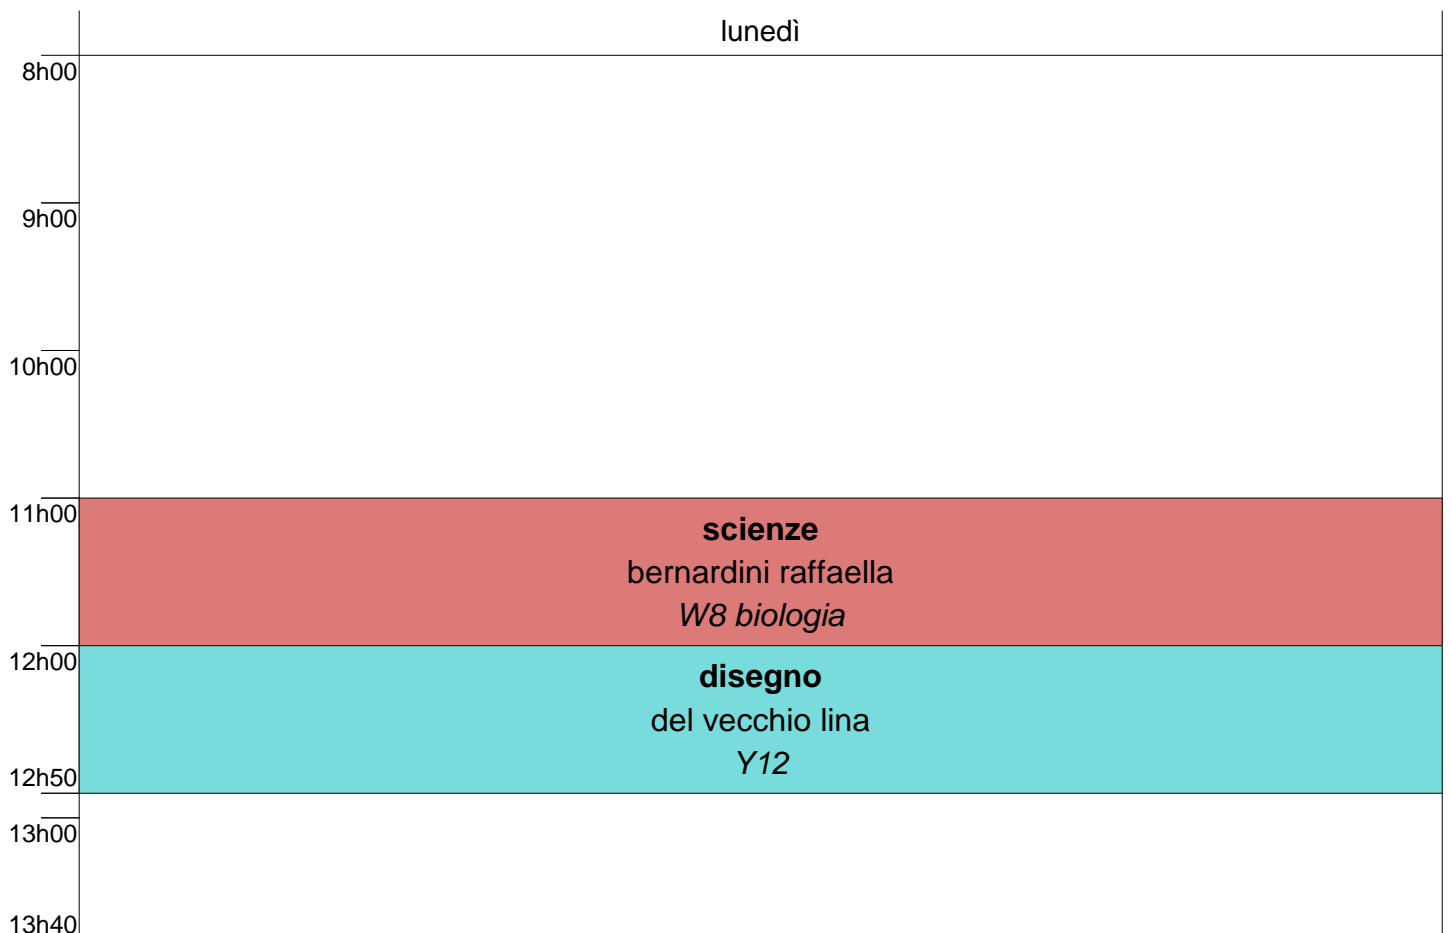 lunedì
8h00
9h00
10h00
11h00
scienze
bernardini raffaella
W8 biologia
12h00
disegno
del vecchio lina
Y12
12h50
13h00
13h40